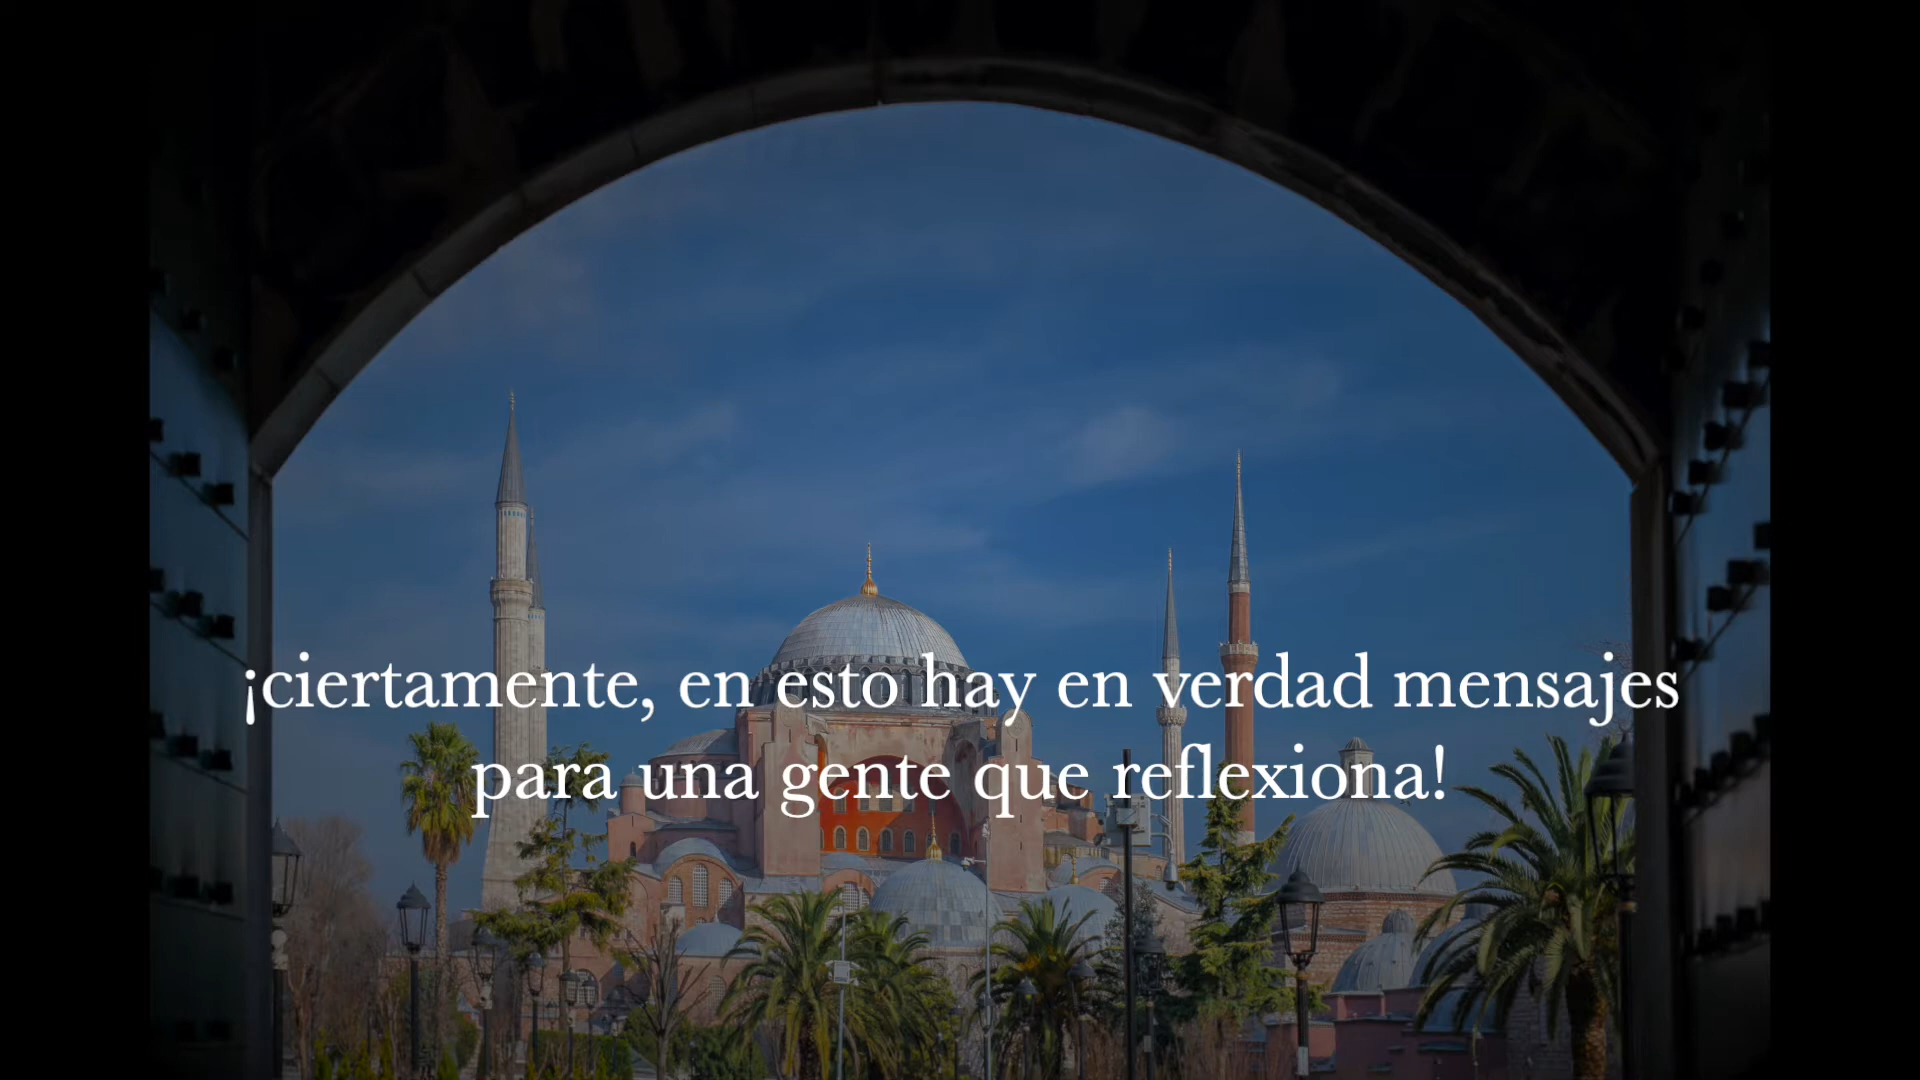 ¡ciertamente, en esto hay en verdad mensajes
para una gente que reflexiona!